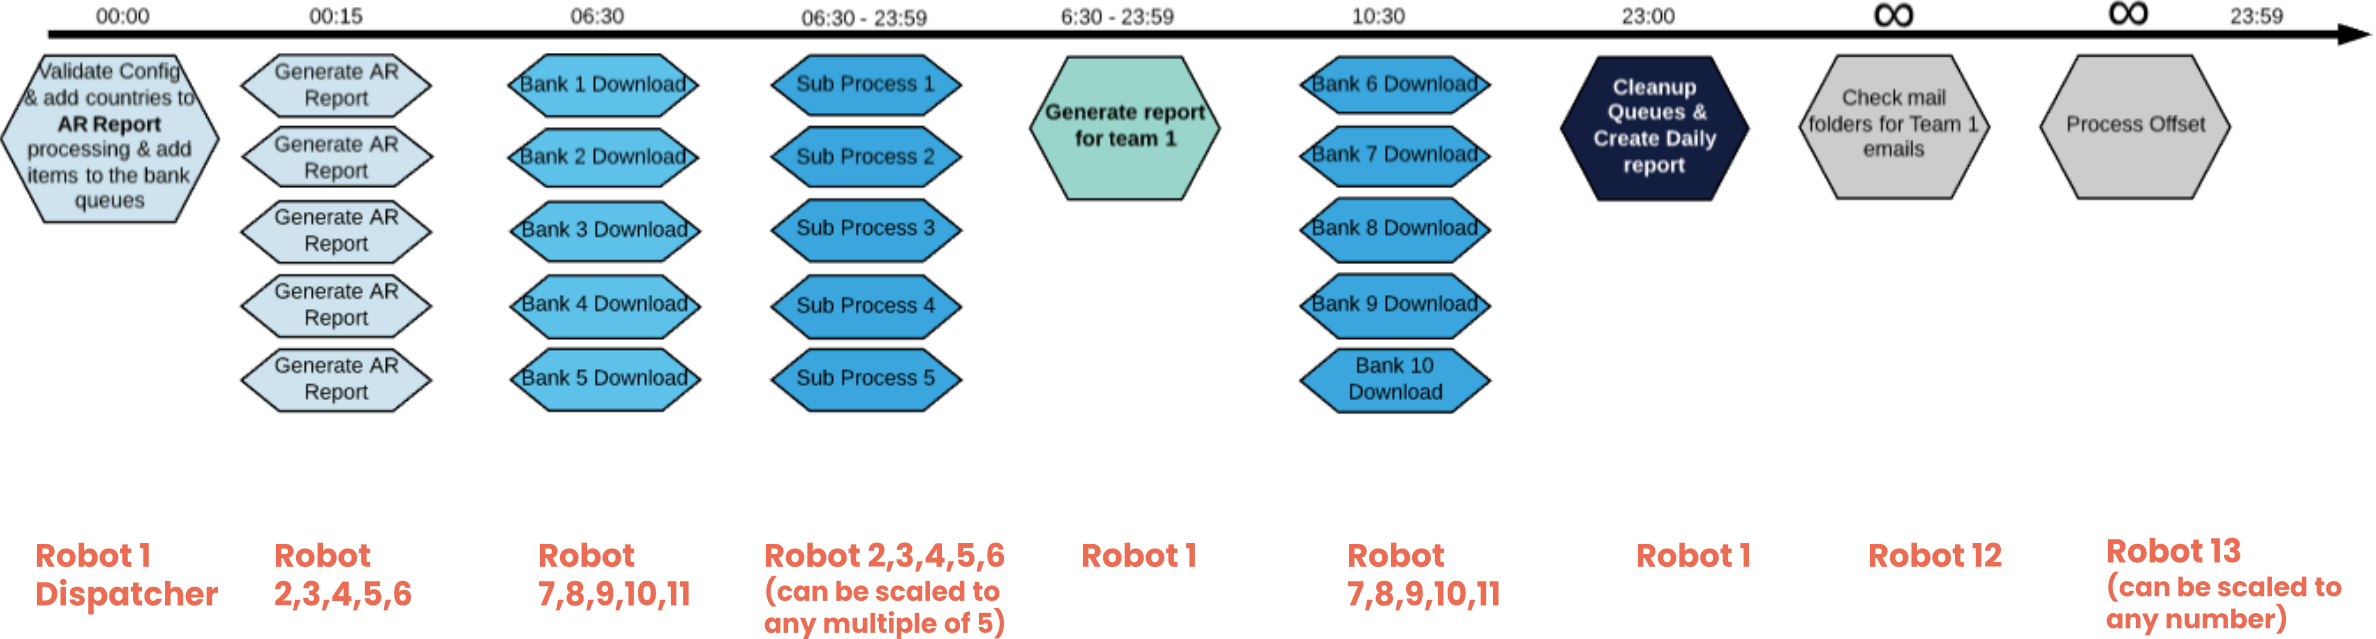 00:00
00:15
06:30
06:30 - 23:59
6:30 - 23:59
10:30
23:00
∞
∞
23:59
Validate Config
& add countries to
AR Report
processing & add
items to the bank
queues
Generate AR
Report
Generate AR
Report
Generate AR
Report
Generate AR
Report
Generate AR
Report
Bank 1 Download
Bank 2 Download
Bank 3 Download
Bank 4 Download
Bank 5 Download
Sub Process 1
Sub Process 2
Sub Process 3
Sub Process 4
Sub Process 5
Generate report
for team 1
Bank 6 Download
Bank 7 Download
Bank 8 Download
Bank 9 Download
Bank 10
Download
Cleanup
Queues &
Create Daily
report
Check mail
folders for Team 1
emails
Process Offset
Robot 1
Dispatcher
Robot
2,3,4,5,6
Robot
7,8,9,10,11
Robot 2,3,4,5,6
(can be scaled to
any multiple of 5)
Robot 1
Robot
7,8,9,10,11
Robot 1
Robot 12
Robot 13
(can be scaled to
any number)